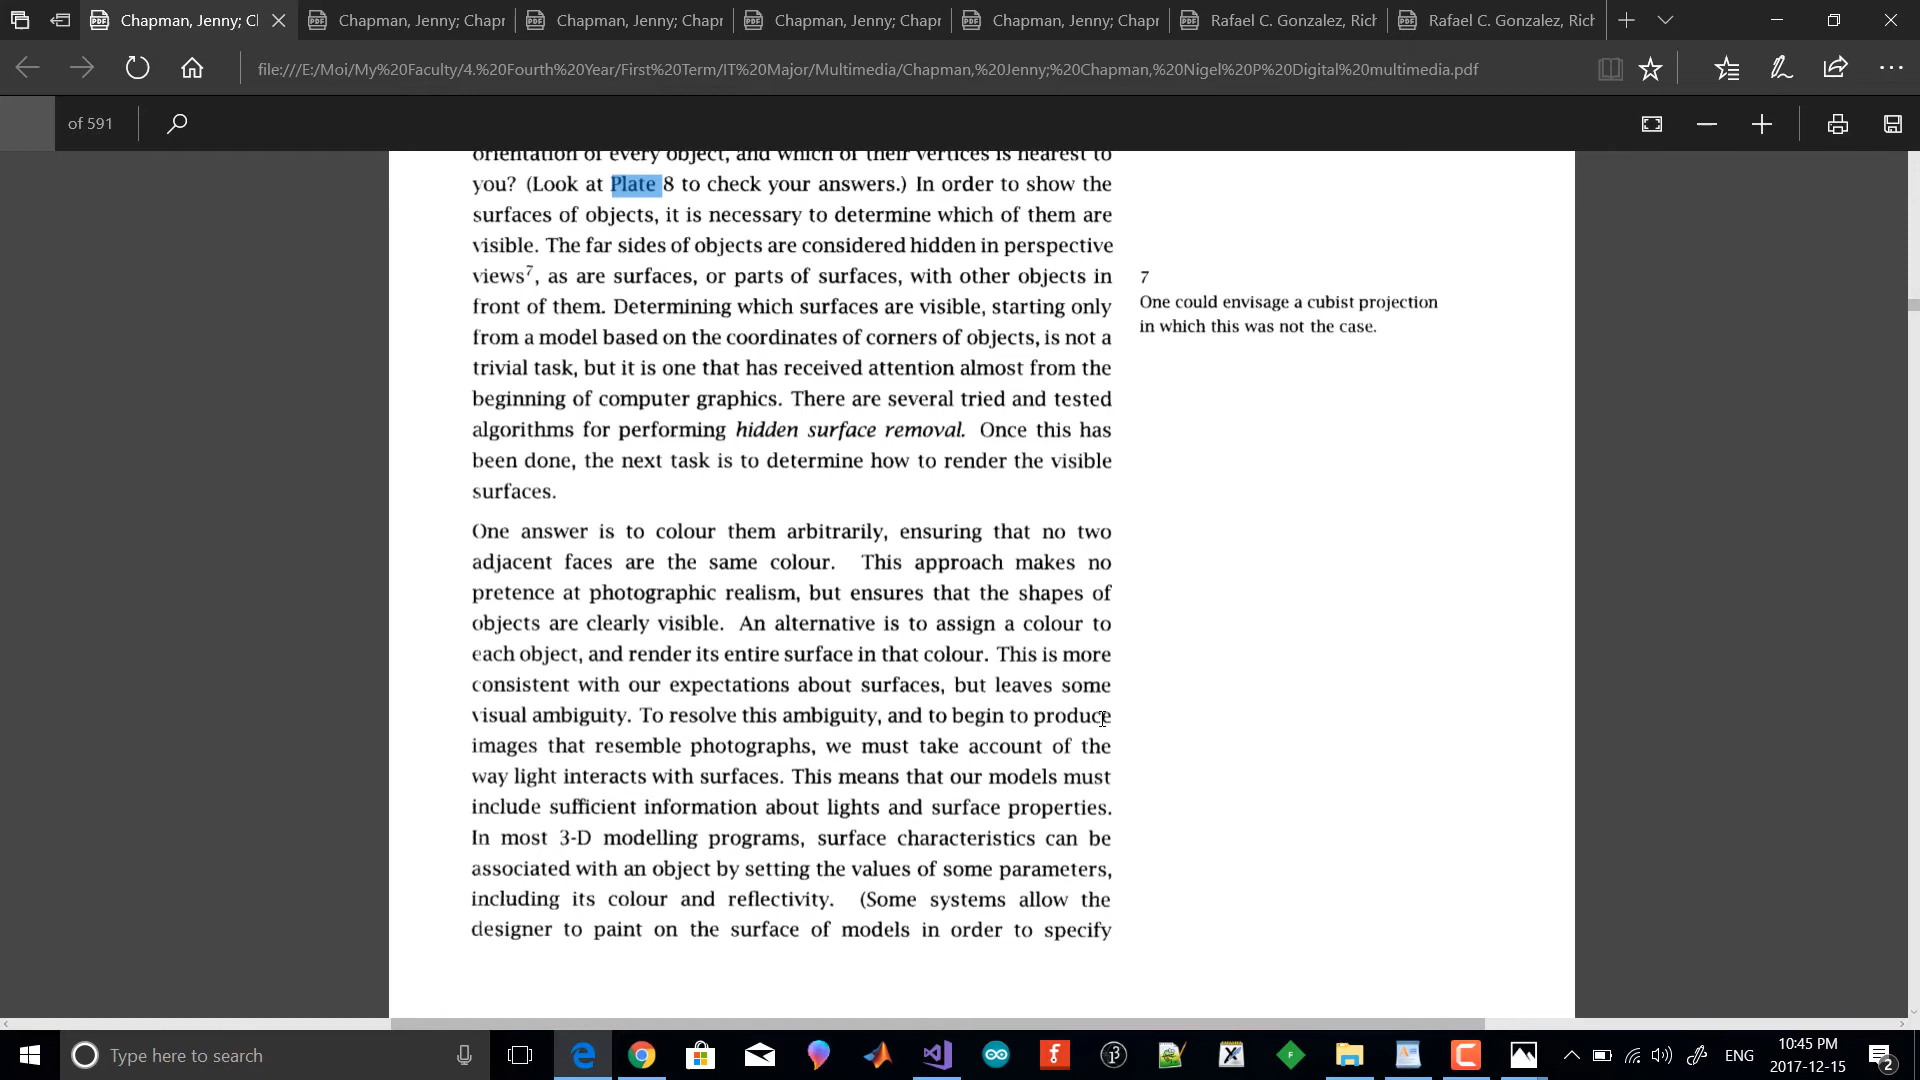 Chapman, Jenny; Cl
Chapman, Jenny; Chapr
Chapman, Jenny; Chapr
Chapman, Jenny; Chapr
Chapman, Jenny; Chapr
Rafael C. Gonzalez, Rich
Rafael C. Gonzalez, Rich
file:///E:/Moi/My%20Faculty/4.%20Fourth%20Year/First%20Term/IT%20Major/Multimedia/Chapman,%20Jenny;%20Chapman,%20Nigel%20P%20Digital%20multimedia.pdf
of 591
orientation of every object, and which of their vertices is nearest to
you? (Look at Plate 8 to check your answers.) In order to show the
surfaces of objects, it is necessary to determine which of them are
visible. The far sides of objects are considered hidden in perspective
views7, as are surfaces, or parts of surfaces, with other objects in
front of them. Determining which surfaces are visible, starting only
from a model based on the coordinates of corners of objects, is not a
trivial task, but it is one that has received attention almost from the
beginning of computer graphics. There are several tried and tested
algorithms for performing hidden surface removal. Once this has
been done, the next task is to determine how to render the visible
surfaces.
7
One could envisage a cubist projection
in which this was not the case.
One answer is to colour them arbitrarily, ensuring that no two
adjacent faces are the same colour. This approach makes no
pretence at photographic realism, but ensures that the shapes of
objects are clearly visible. An alternative is to assign a colour to
each object, and render its entire surface in that colour. This is more
consistent with our expectations about surfaces, but leaves some
visual ambiguity. To resolve this ambiguity, and to begin to produce
images that resemble photographs, we must take account of the
way light interacts with surfaces. This means that our models must
include sufficient information about lights and surface properties.
In most 3-D modelling programs, surface characteristics can be
associated with an object by setting the values of some parameters,
including its colour and reflectivity. (Some systems allow the
designer to paint on the surface of models in order to specify
Type here to search
ENG
10:45 PM
2017-12-15
2